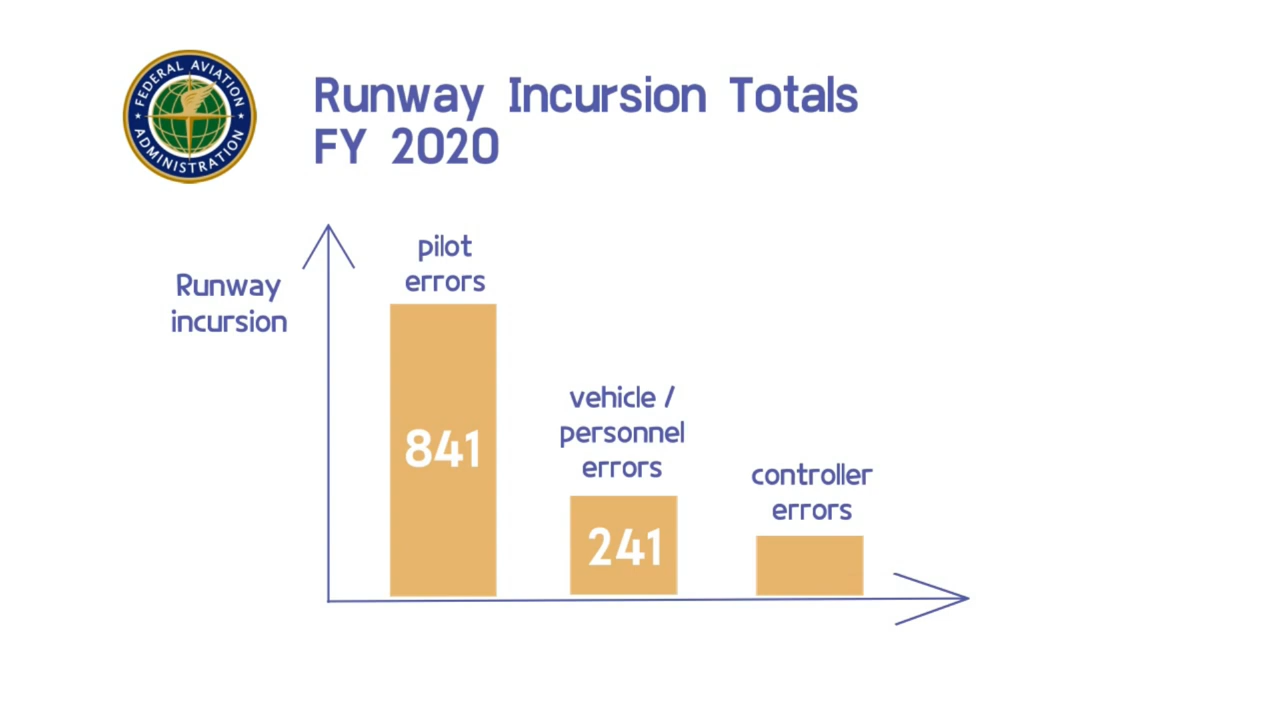 FEDERAL AVIATION
ADMINISTRATION
Runway Incursion Totals
FY 2020
Runway
incursion
pilot
errors
841
vehicle /
personnel
errors
241
controller
errors